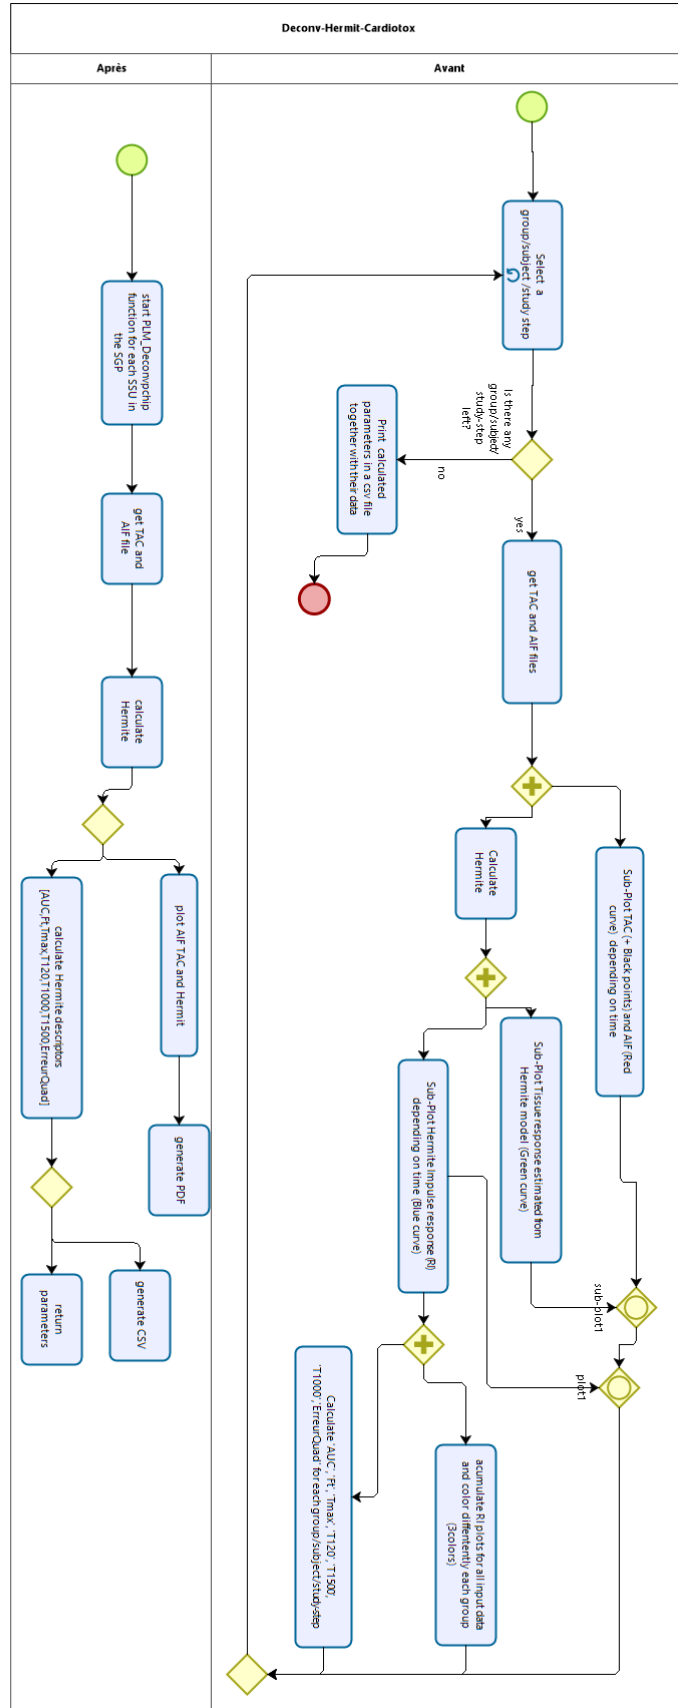 Deconv-Hermit-Cardiotox
Après
Avant
Select a
group/subject /study step
Is there any
group/subject/
study-step
left?
no
yes
Print calculated
parameters in a csv file
together with their data
get TAC and AIF files
Calculate
Hermite
Sub-Plot TAC (+ Black points) and AIF (Red
curve) depending on time
Sub-Plot Tissue response estimated from
Hermite model (Green curve)
Sub-Plot Hermite Impulse response (RI)
depending on time (Blue curve)
sub-plot1
plot1
Calculate 'AUC', 'Ft', 'Tmax', 'T120', 'T1500',
'T1000', 'ErreurQuad' for each group/subject/study-step
acumulate RI plots for all input data
and color diffentently each group
(3colors)
start PLM_Deconvpchip
function for each SSU in
the SGP
get TAC and
AIF file
calculate
Hermite
plot AIF TAC and Hermit
generate PDF
calculate Hermite descriptors
[AUC,Ft,Tmax,T120,T1000,T1500,ErreurQuad]
generate CSV
return
parameters